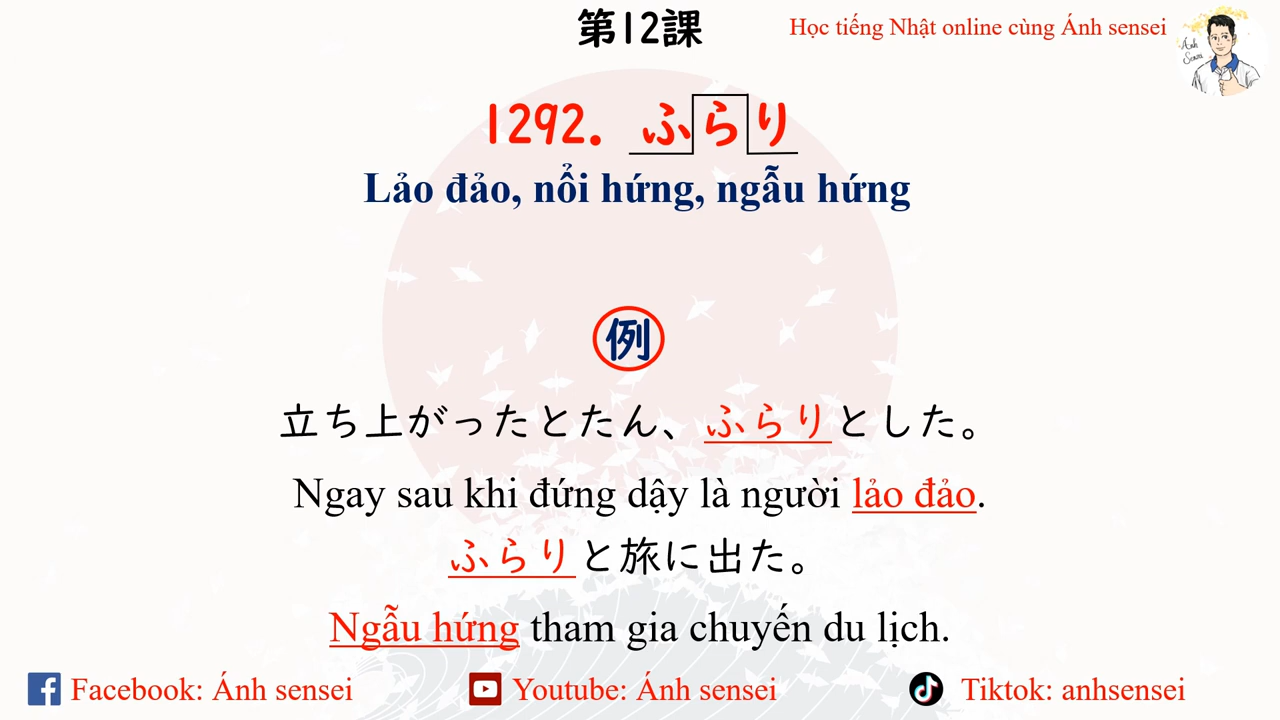 第12課
Học tiếng Nhật online cùng Ánh sensei
Ánh
Sensei
1292. ふらり
Lảo đảo, nổi hứng, ngẫu hứng
例
立ち上がったとたん、ふらりとした。
Ngay sau khi đứng dậy là người lảo đảo.
ふらりと旅に出た。
Ngẫu hứng tham gia chuyến du lịch.
Facebook: Ánh sensei
Youtube: Ánh sensei
Tiktok: anhsensei